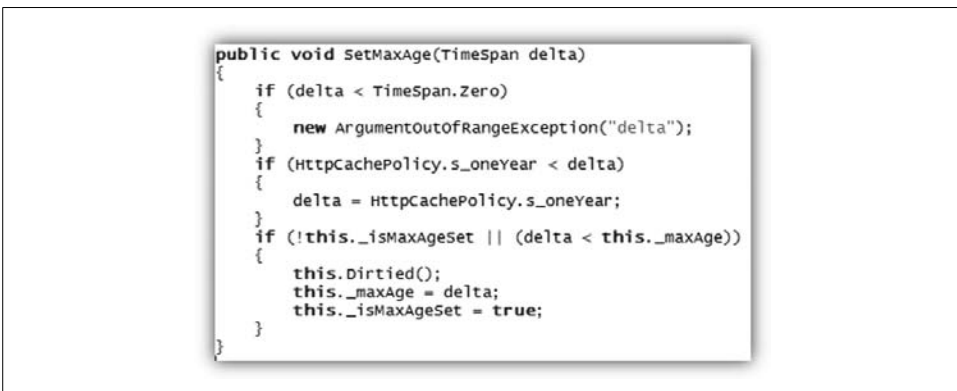 public void SetMaxAge(TimeSpan delta)
{
    if (delta < TimeSpan.Zero)
    {
        new ArgumentOutOfRangeException("delta");
    }
    if (HttpCachePolicy.s_oneYear < delta)
    {
        delta = HttpCachePolicy.s_oneYear;
    }
    if (!this._isMaxAgeSet || (delta < this._maxAge))
    {
        this.Dirtied();
        this._maxAge = delta;
        this._isMaxAgeSet = true;
    }
}